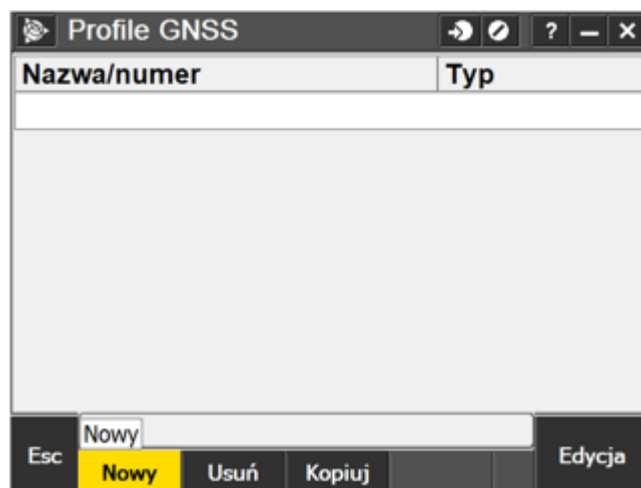 Profile GNSS ? – ×
Nazwa/numer Typ
Nowy
Esc Nowy Usuń Kopiuj Edycja